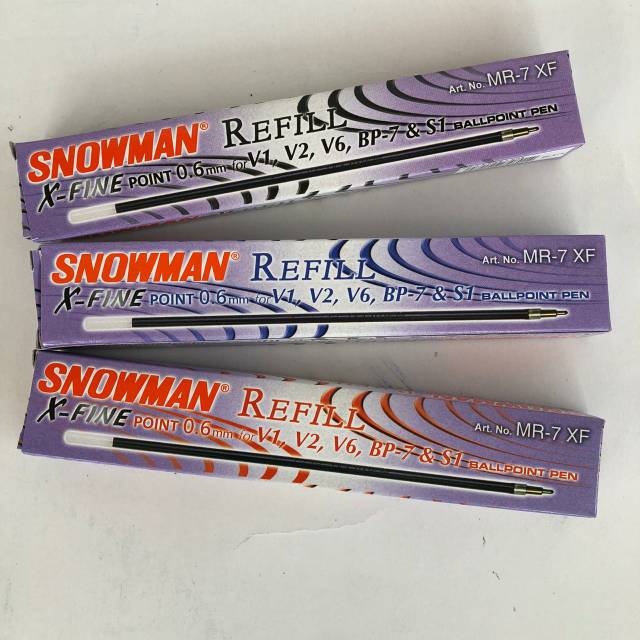 SNOWMAN® REFILL Art. No. MR-7 XF
X-FINE POINT 0.6mm for V1, V2, V6, BP-7 & S1 BALLPOINT PEN
SNOWMAN® REFILL Art. No. MR-7 XF
X-FINE POINT 0.6mm for V1, V2, V6, BP-7 & S1 BALLPOINT PEN
SNOWMAN® REFILL Art. No. MR-7 XF
X-FINE POINT 0.6mm for V1, V2, V6, BP-7 & S1 BALLPOINT PEN